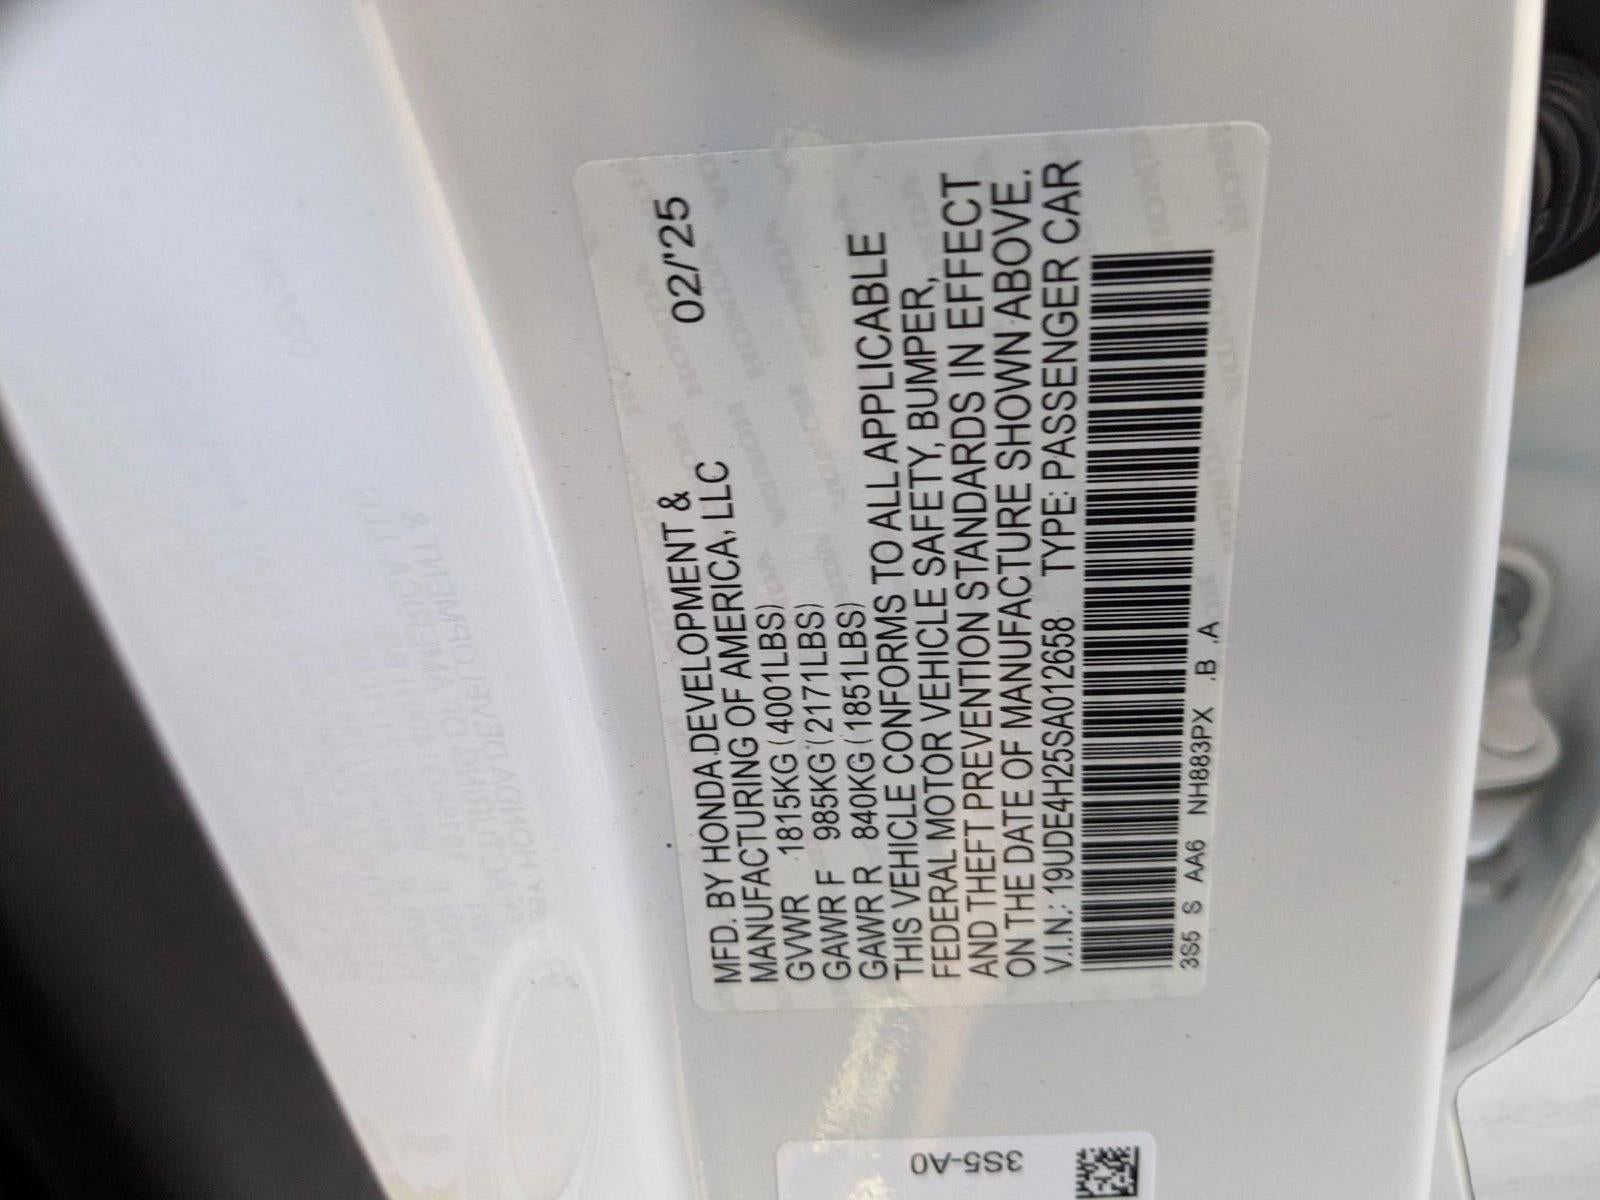 MFD. BY HONDA DEVELOPMENT &
MANUFACTURING OF AMERICA, LLC
02/'25
GVWR 1815KG (4001LBS)
GAWR F 985KG (2171LBS)
GAWR R 840KG (1851LBS)
THIS VEHICLE CONFORMS TO ALL APPLICABLE
FEDERAL MOTOR VEHICLE SAFETY, BUMPER,
AND THEFT PREVENTION STANDARDS IN EFFECT
ON THE DATE OF MANUFACTURE SHOWN ABOVE.
V.I.N.: 19UDE4H25SA012658 TYPE: PASSENGER CAR
3S5 S AA6 NH883PX .B .A
3S5-A0